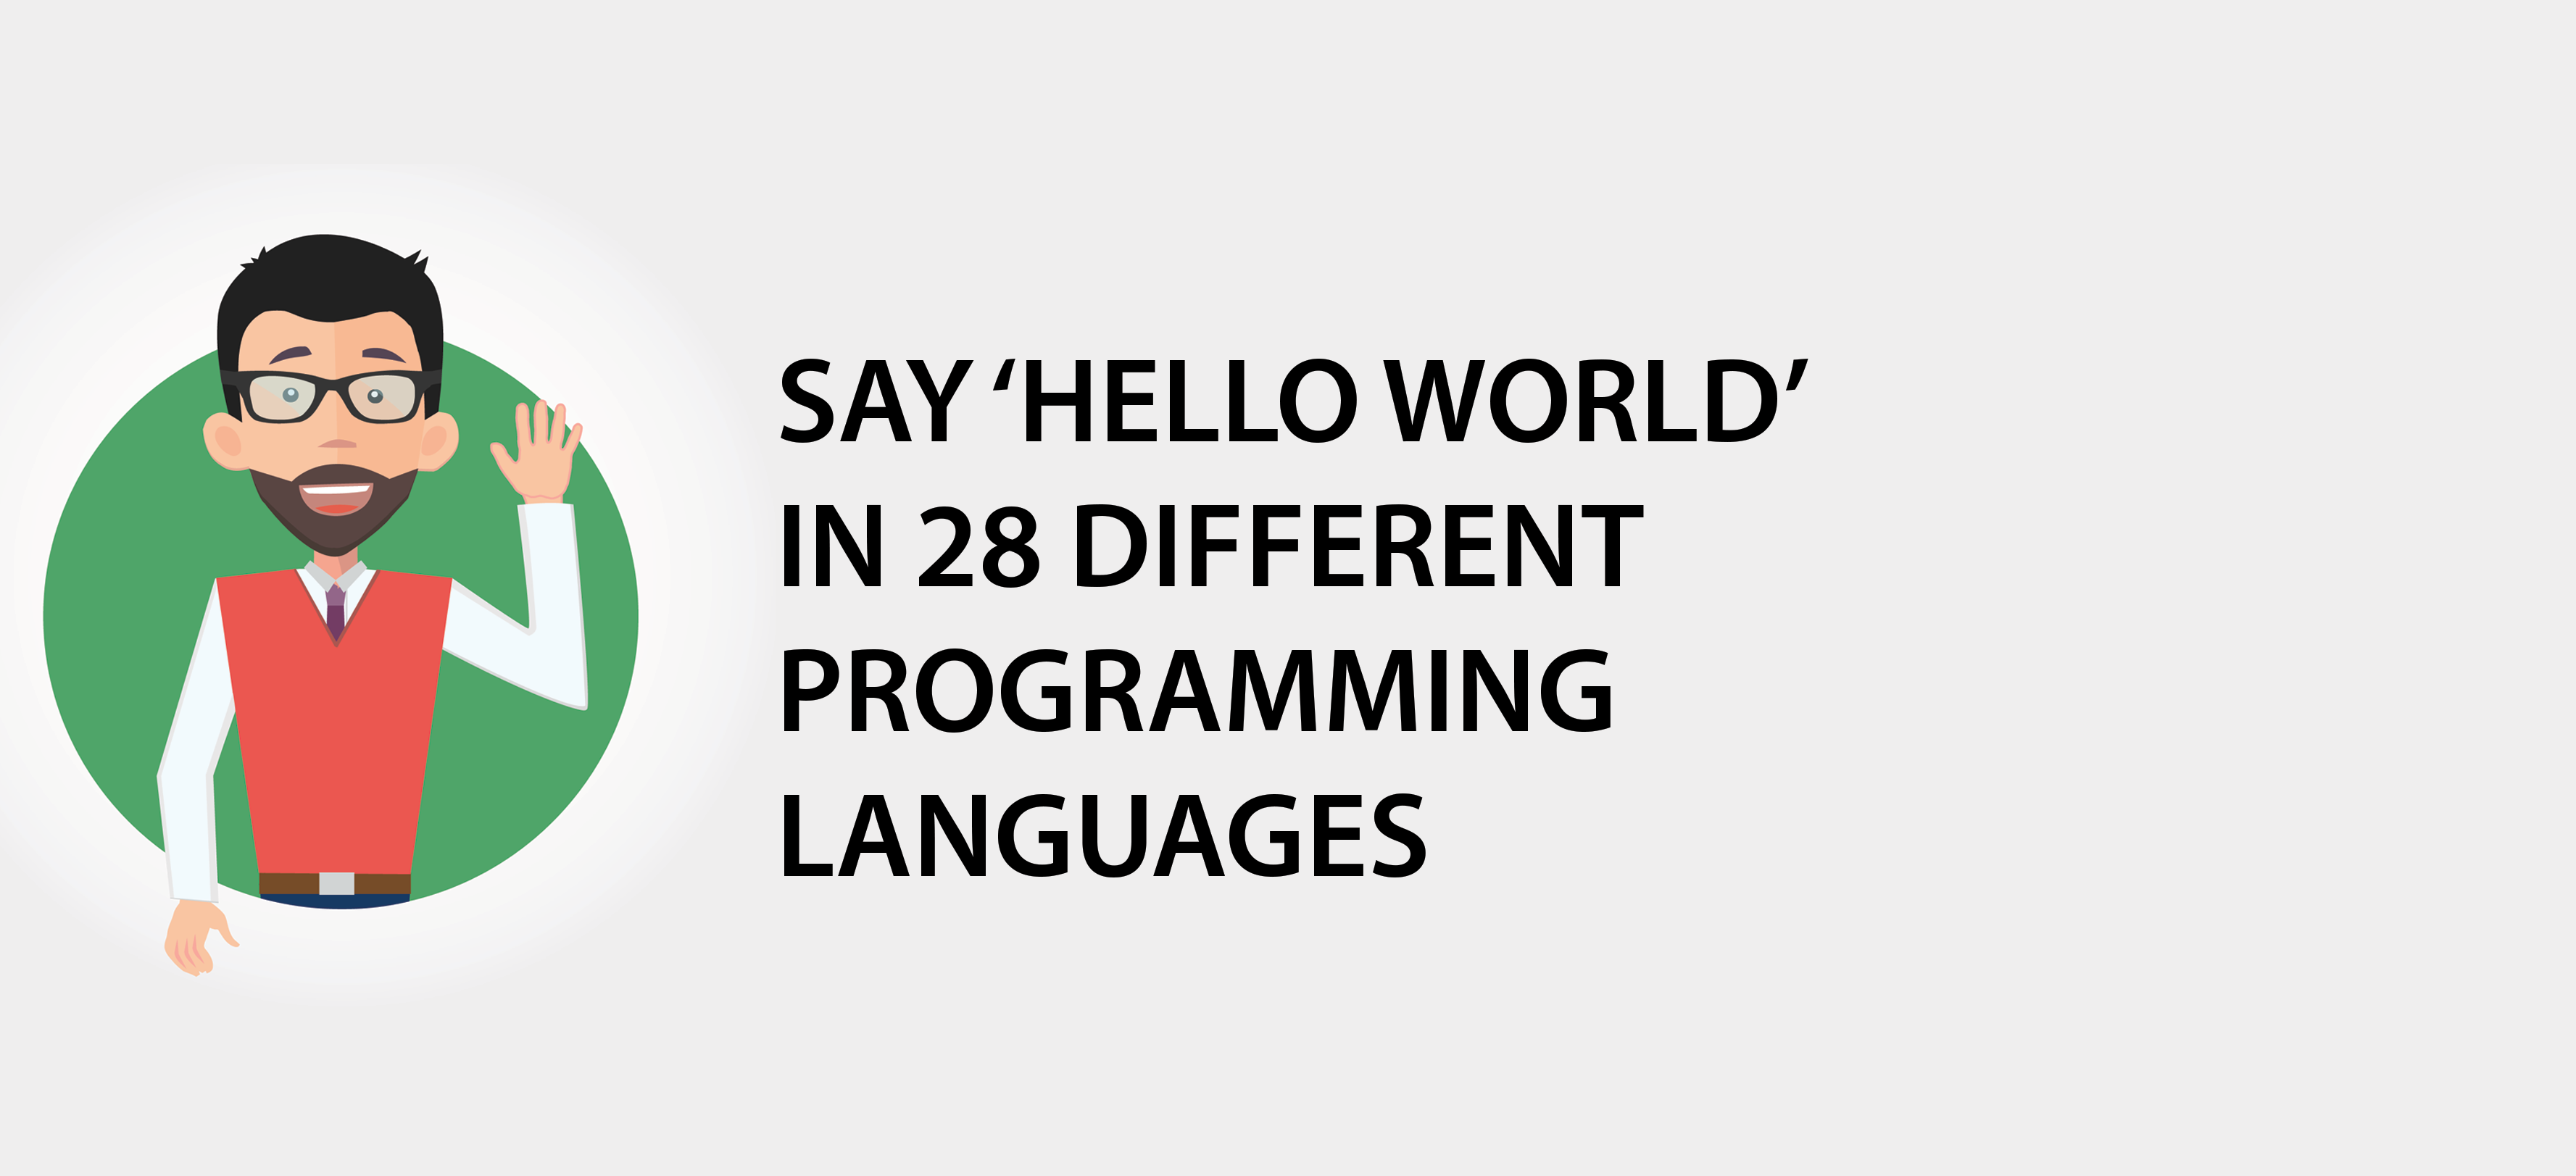 SAY ‘HELLO WORLD’
IN 28 DIFFERENT
PROGRAMMING
LANGUAGES